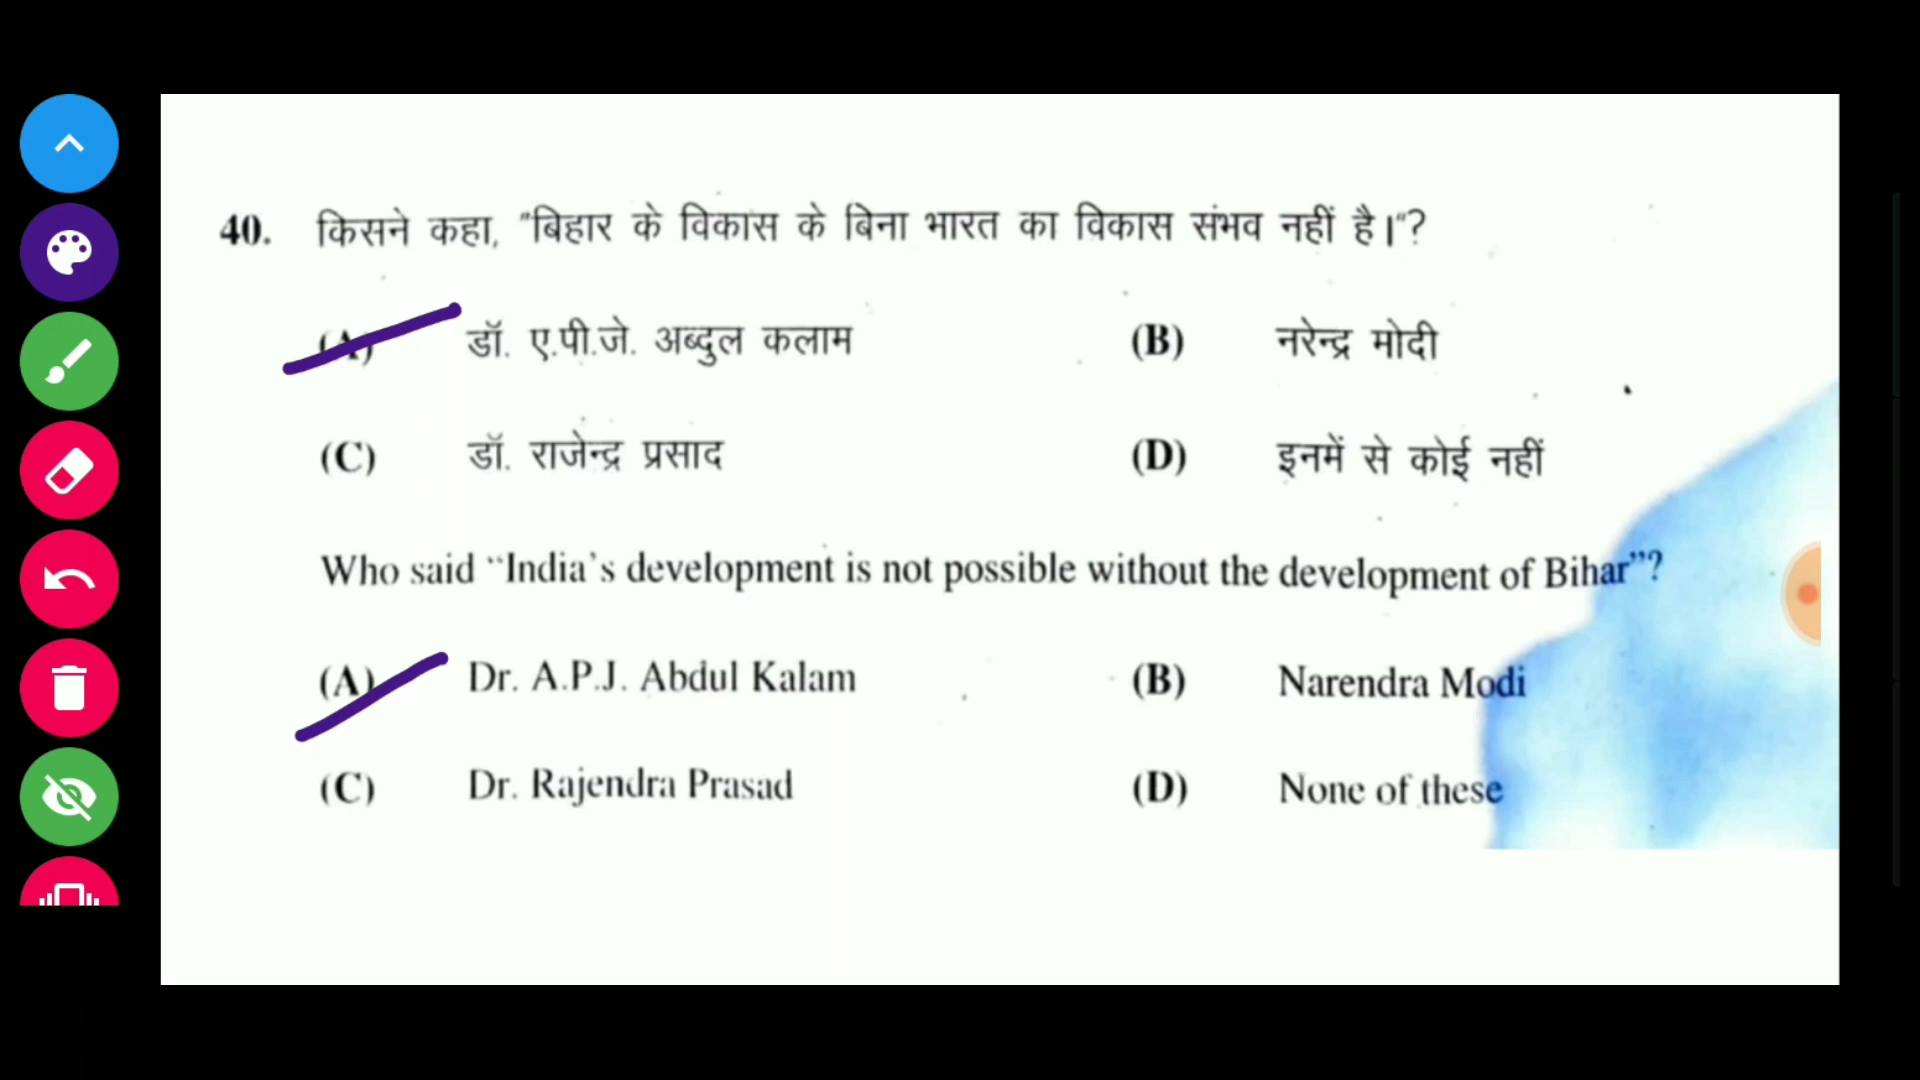 40. किसने कहा, "बिहार के विकास के बिना भारत का विकास संभव नहीं है।"?
(A) डॉ. ए.पी.जे. अब्दुल कलाम (B) नरेन्द्र मोदी
(C) डॉ. राजेन्द्र प्रसाद (D) इनमें से कोई नहीं
Who said "India's development is not possible without the development of Bihar"?
(A) Dr. A.P.J. Abdul Kalam (B) Narendra Modi
(C) Dr. Rajendra Prasad (D) None of these